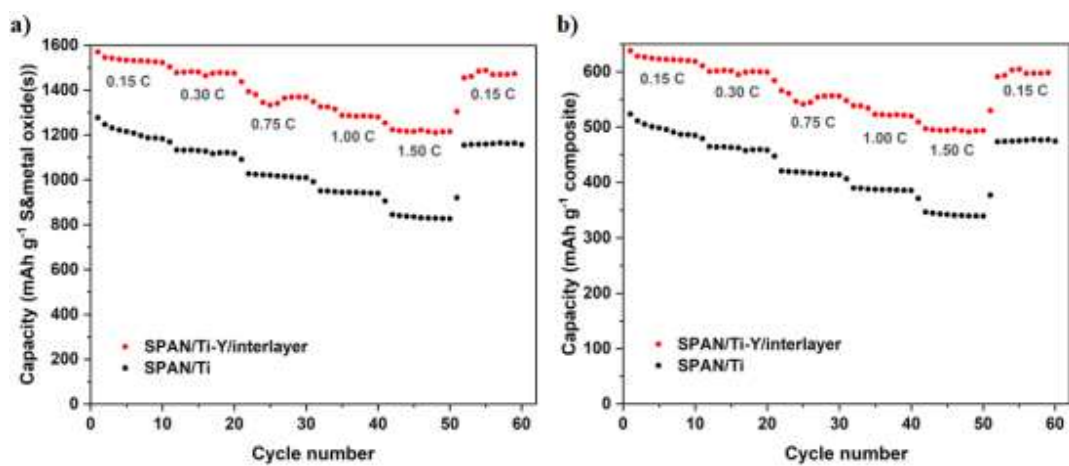 a)
1600
1400
1200
1000
800
600
400
200
0
Capacity (mAh g⁻¹ S&metal oxide(s))
0.15 C
0.30 C
0.75 C
1.00 C
1.50 C
0.15 C
SPAN/Ti-Y/interlayer
SPAN/Ti
0 10 20 30 40 50 60
Cycle number
b)
600
500
400
300
200
100
0
Capacity (mAh g⁻¹ composite)
0.15 C
0.30 C
0.75 C
1.00 C
1.50 C
0.15 C
SPAN/Ti-Y/interlayer
SPAN/Ti
0 10 20 30 40 50 60
Cycle number